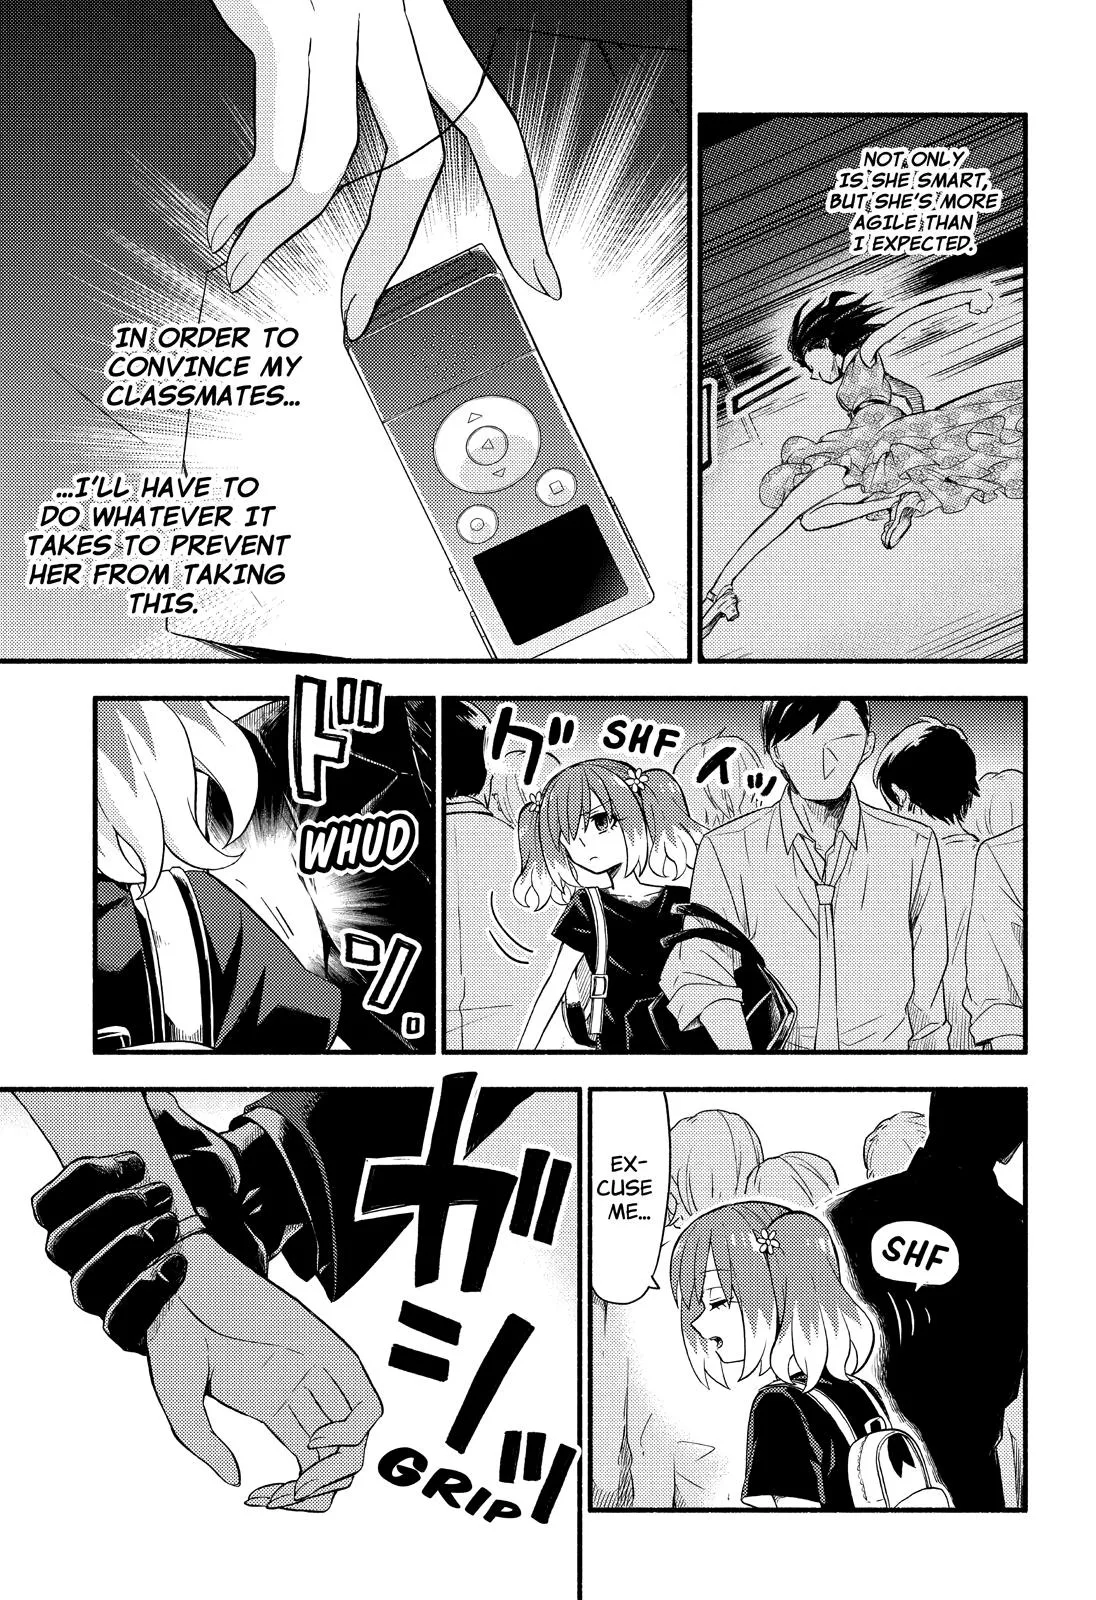 NOT ONLY
IS SHE SMART,
BUT SHE'S MORE
AGILE THAN
I EXPECTED.
IN ORDER TO
CONVINCE MY
CLASSMATES...
...I'LL HAVE TO
DO WHATEVER IT
TAKES TO PREVENT
HER FROM TAKING
THIS.
グイッ
SHF
ドン。
WHUD
EX-
CUSE
ME...
SHF
ガシッ
GRIP